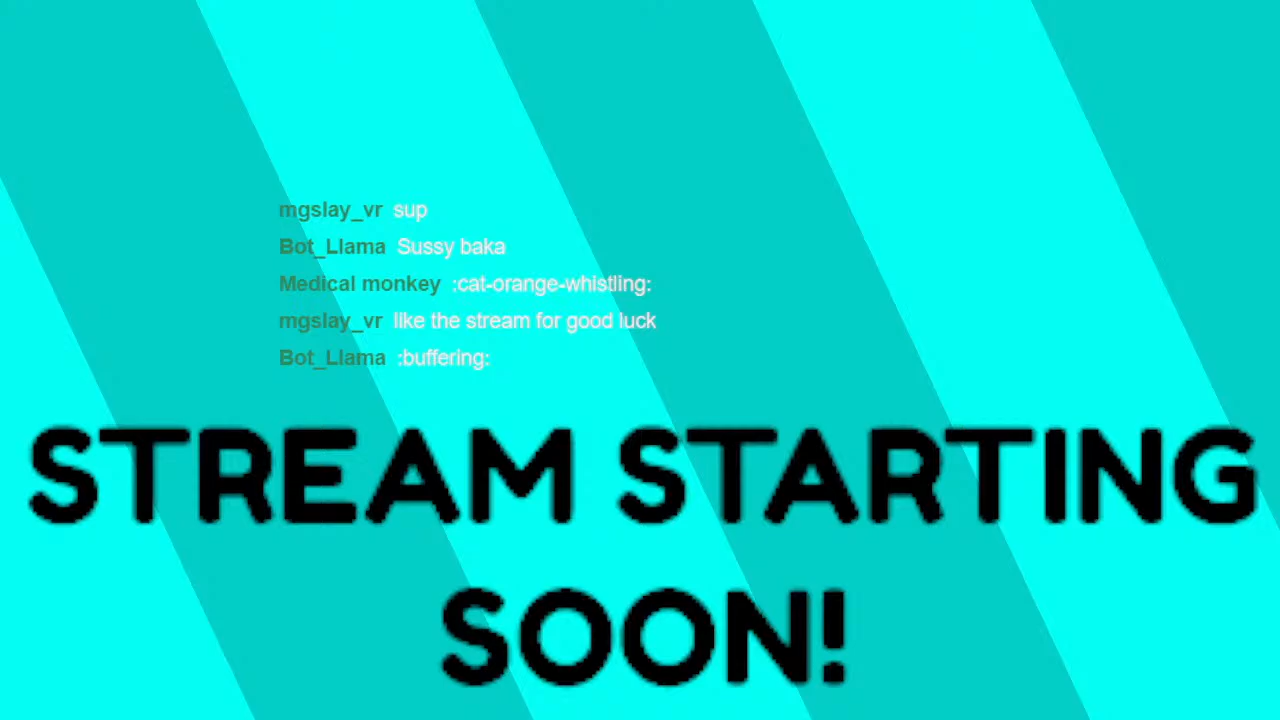 mgslay_vr sup
Bot_Llama Sussy baka
Medical monkey :cat-orange-whistling:
mgslay_vr like the stream for good luck
Bot_Llama :buffering:
STREAM STARTING
SOON!